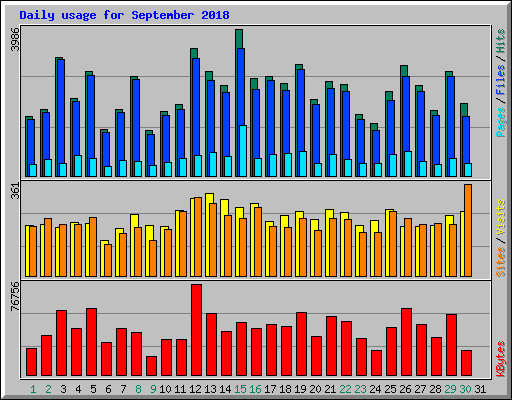 Daily usage for September 2018
3986
Pages / Files / Hits
361
Sites / Visits
76756
KBytes
1 2 3 4 5 6 7 8 9 10 11 12 13 14 15 16 17 18 19 20 21 22 23 24 25 26 27 28 29 30 31